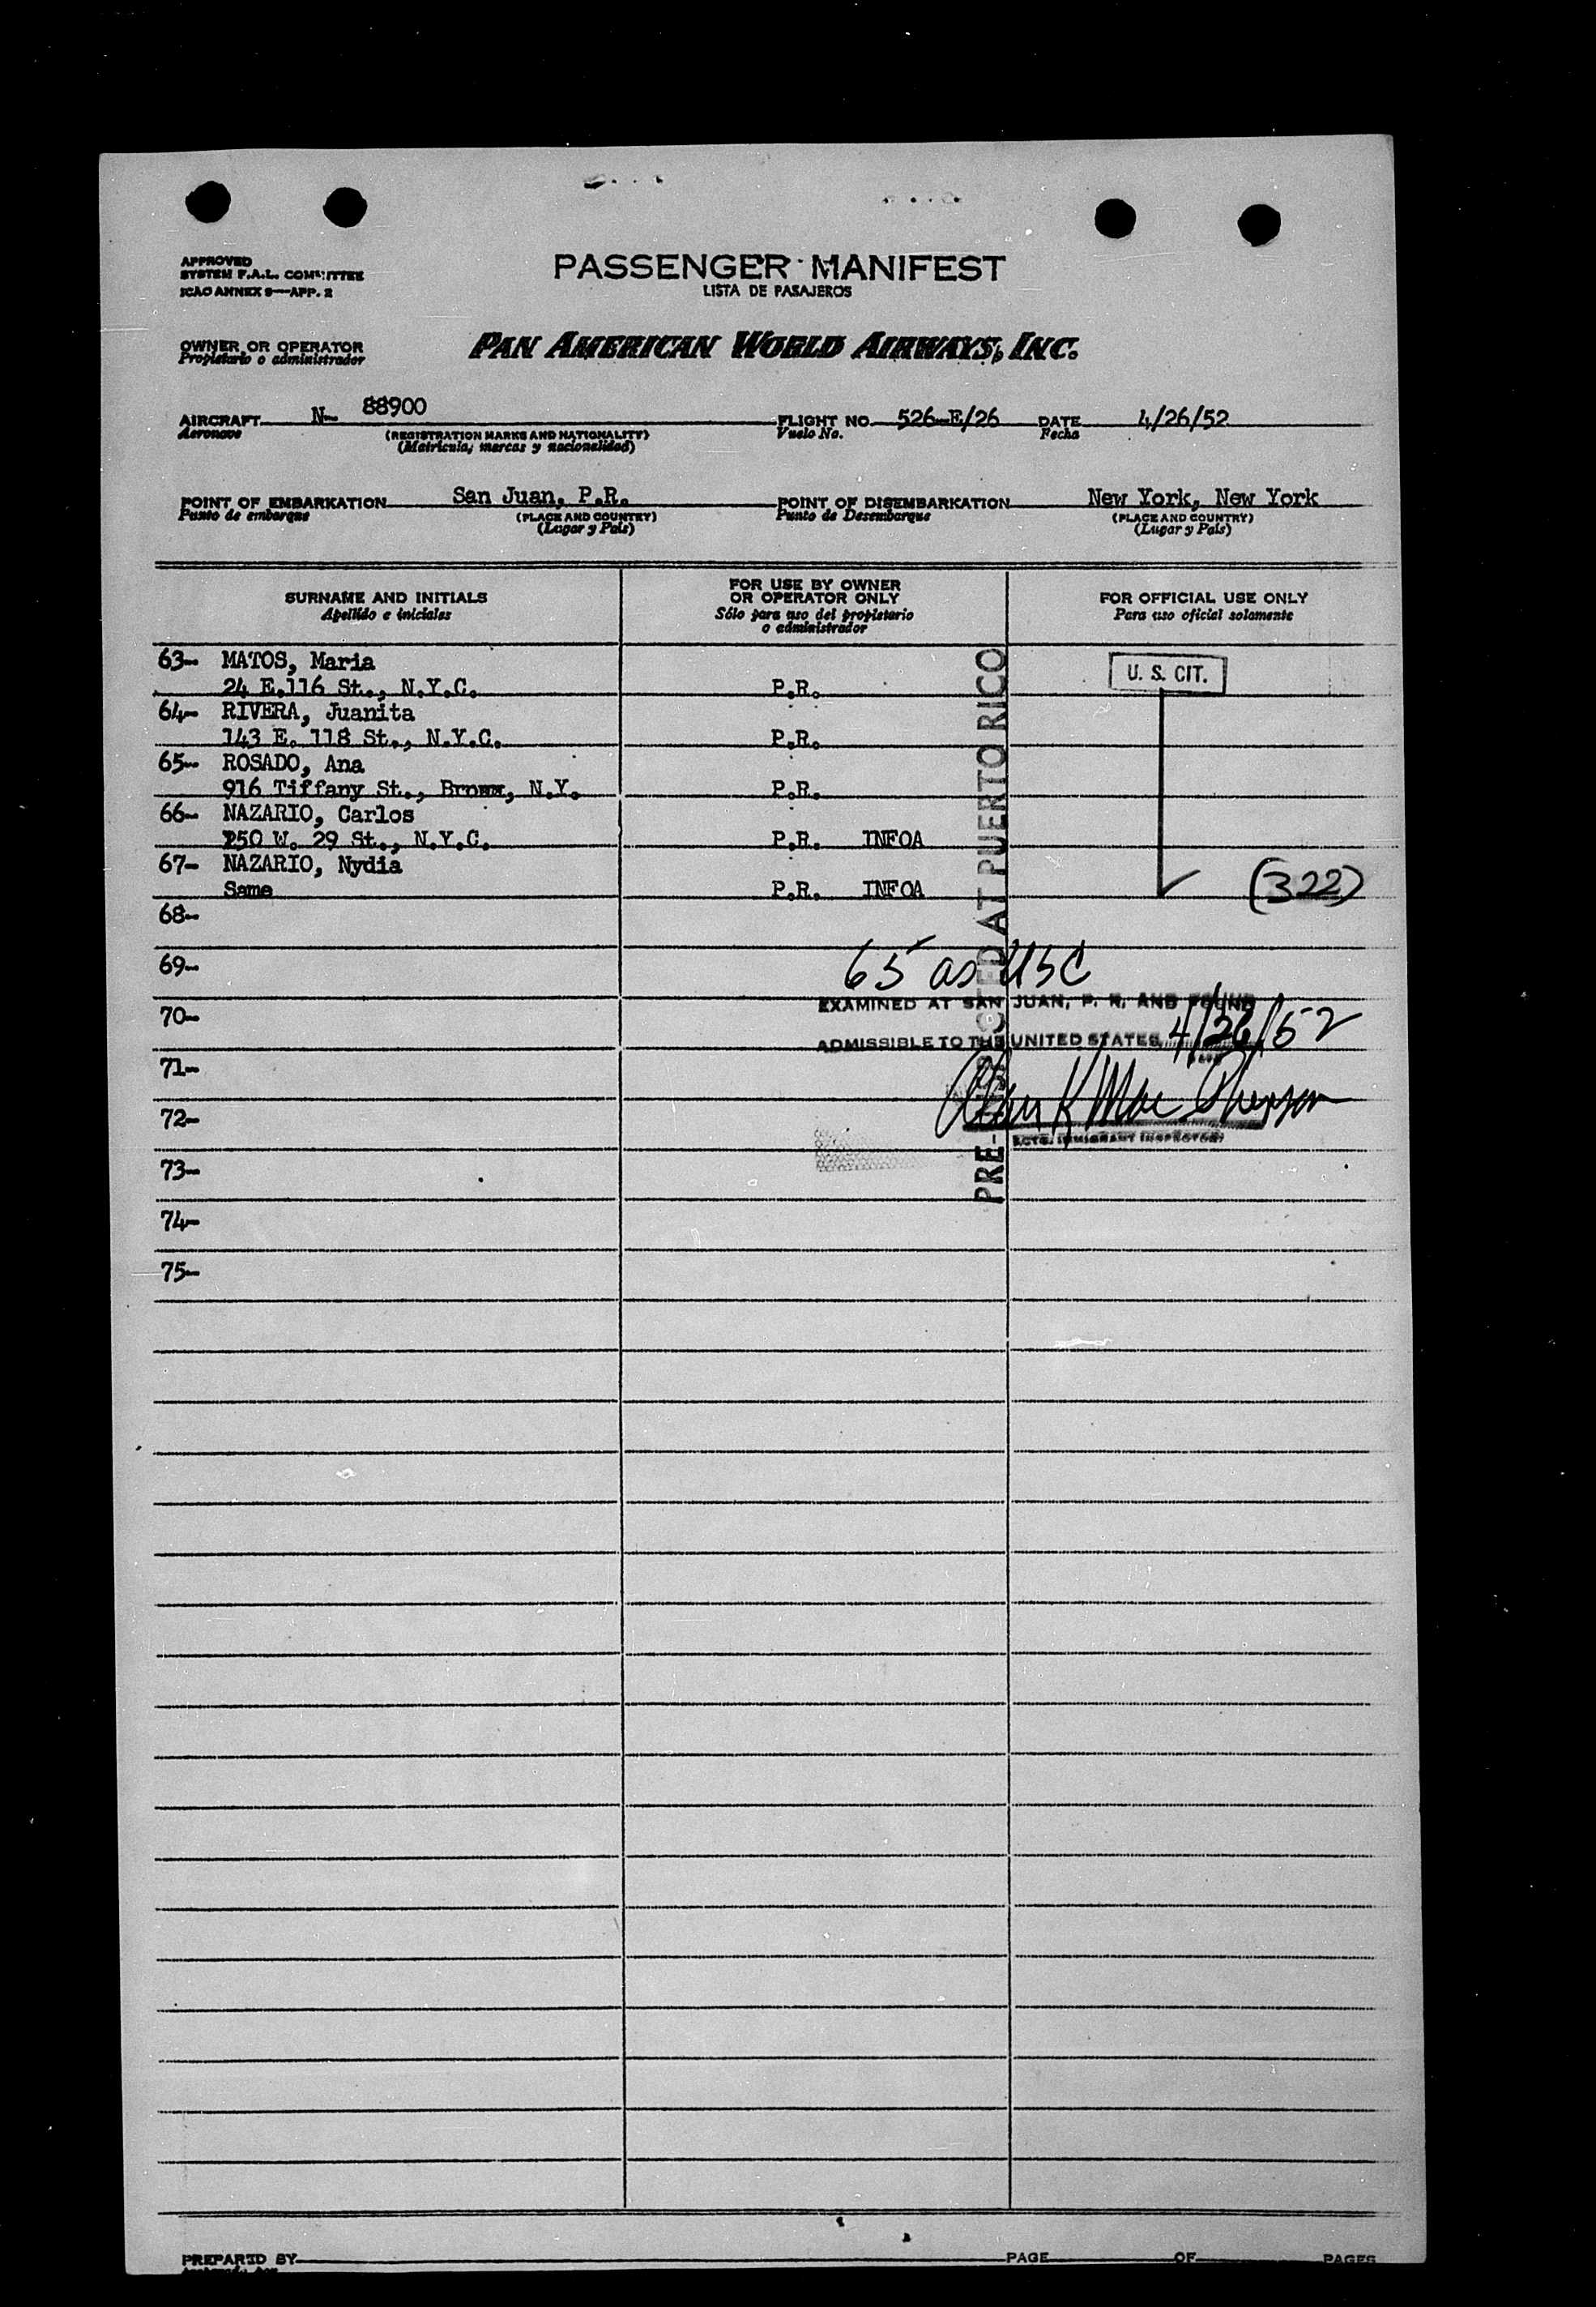 APPROVED
SYSTEM F.A.L. COMMITTEE
ICAO ANNEX 9—APP. 2
PASSENGER MANIFEST
LISTA DE PASAJEROS
OWNER OR OPERATOR
Propietario o administrador
PAN AMERICAN WORLD AIRWAYS, INC.
AIRCRAFT N- 88900 FLIGHT NO. 526-E/26 DATE 4/26/52
Aeronave (REGISTRATION MARKS AND NATIONALITY) Vuelo No. Fecha
(Matricula, marcas y nacionalidad)
POINT OF EMBARKATION San Juan, P.R. POINT OF DISEMBARKATION New York, New York
Punto de embarque (PLACE AND COUNTRY) Punto de Desembarque (PLACE AND COUNTRY)
(Lugar y País) (Lugar y País)
SURNAME AND INITIALS
Apellido e iniciales
FOR USE BY OWNER
OR OPERATOR ONLY
Sólo para uso del propietario
o administrador
FOR OFFICIAL USE ONLY
Para uso oficial solamente
63- MATOS, Maria
24 E.116 St., N.Y.C. P.R. U. S. CIT.
64- RIVERA, Juanita
143 E. 118 St., N.Y.C. P.R.
65- ROSADO, Ana
916 Tiffany St., Bronx, N.Y. P.R.
66- NAZARIO, Carlos
250 W. 29 St., N.Y.C. P.R. INFOA
67- NAZARIO, Nydia
Same P.R. INFOA (322)
68-
69-
65 as USC
EXAMINED AT SAN JUAN, P. R. AND FOUND
70-
ADMISSIBLE TO THE UNITED STATES 4/26/52
71-
72-
ACTG. IMMIGRANT INSPECTOR
73-
74-
75-
PRE-INSPECTED AT PUERTO RICO
PREPARED BY PAGE OF PAGES